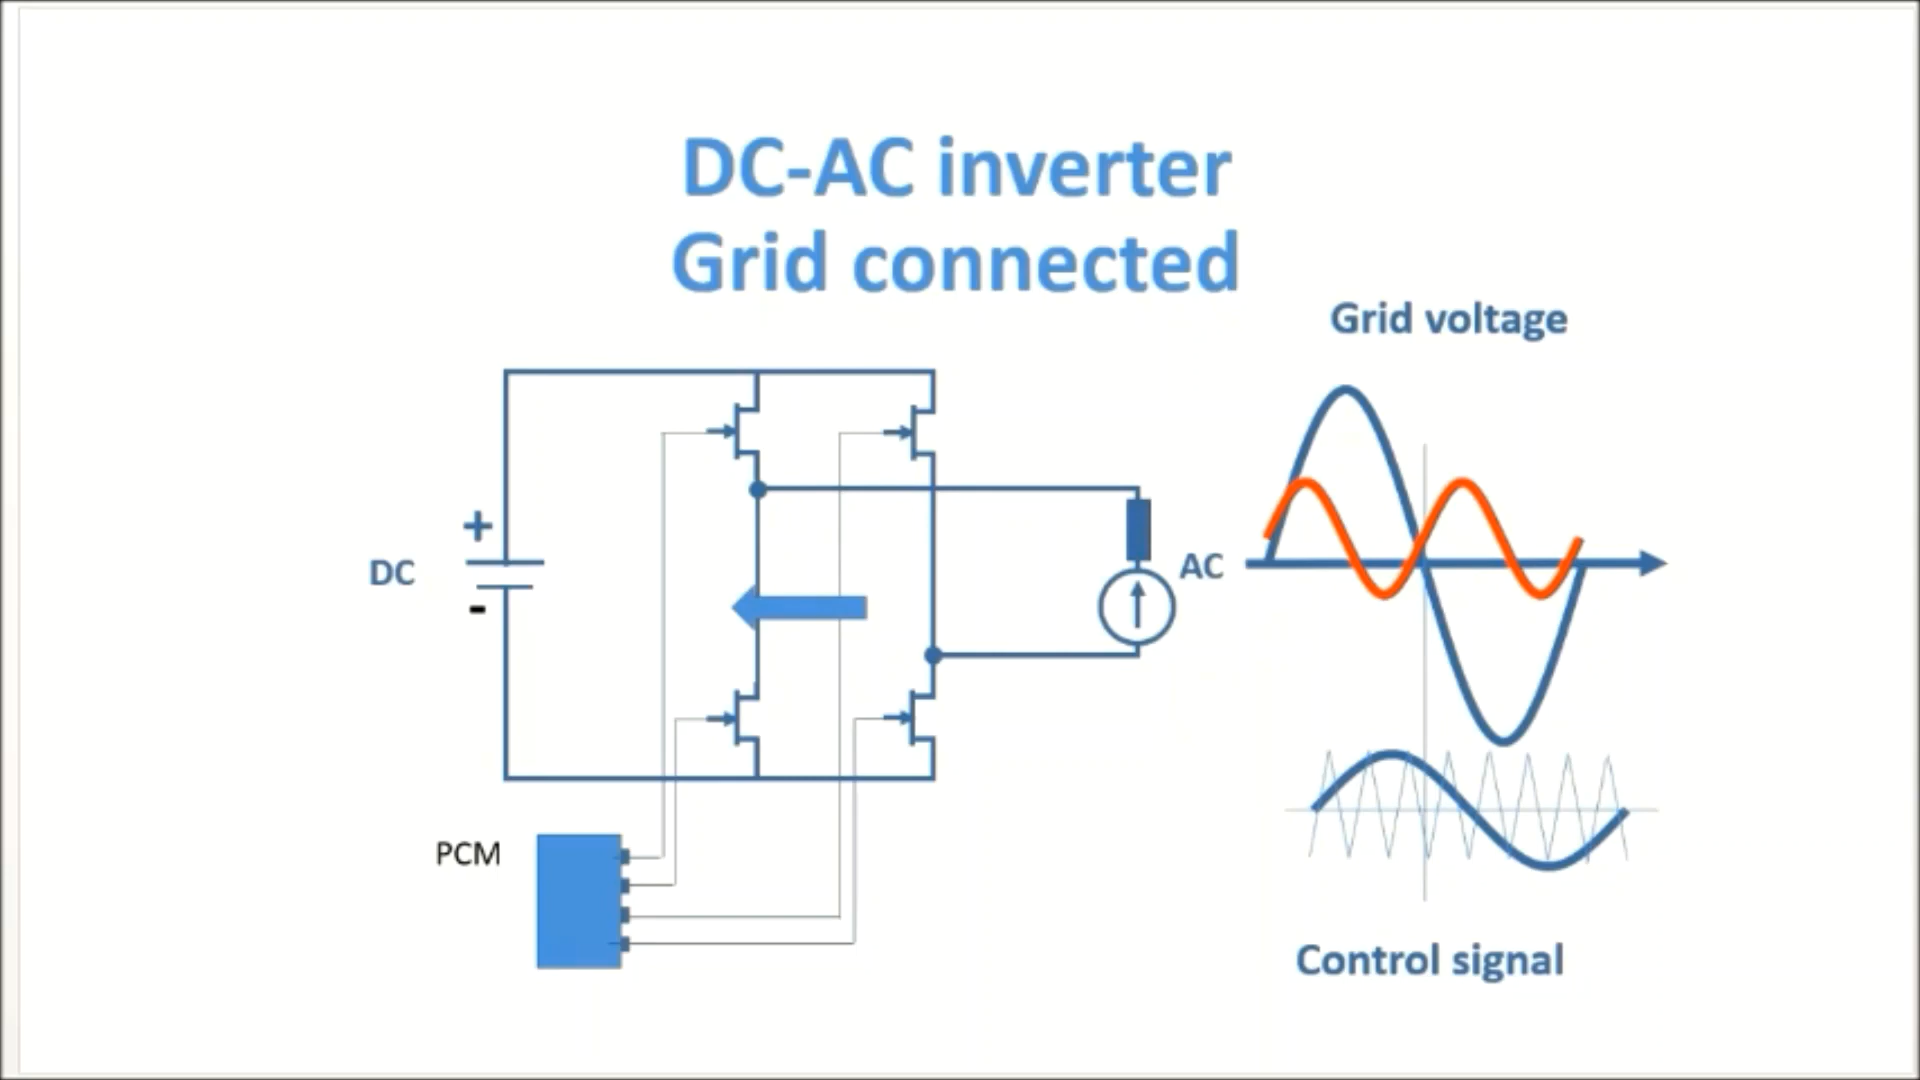 DC-AC inverter
Grid connected
Grid voltage
+
DC
-
AC
PCM
Control signal